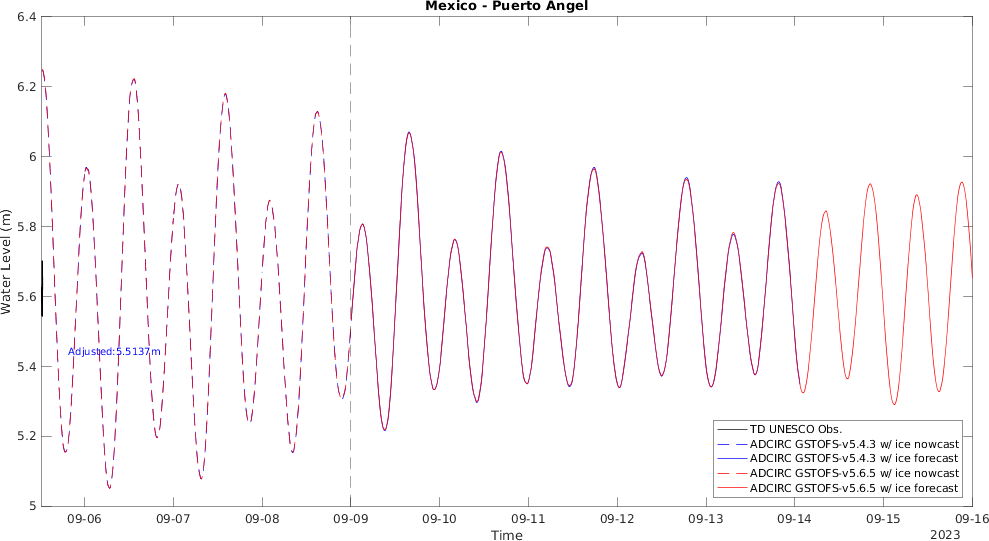 Mexico - Puerto Angel
6.4
6.2
6
5.8
5.6
5.4
5.2
5
Water Level (m)
Adjusted:5.5137m
TD UNESCO Obs.
ADCIRC GSTOFS-v5.4.3 w/ ice nowcast
ADCIRC GSTOFS-v5.4.3 w/ ice forecast
ADCIRC GSTOFS-v5.6.5 w/ ice nowcast
ADCIRC GSTOFS-v5.6.5 w/ ice forecast
09-06 09-07 09-08 09-09 09-10 09-11 09-12 09-13 09-14 09-15 09-16
Time
2023